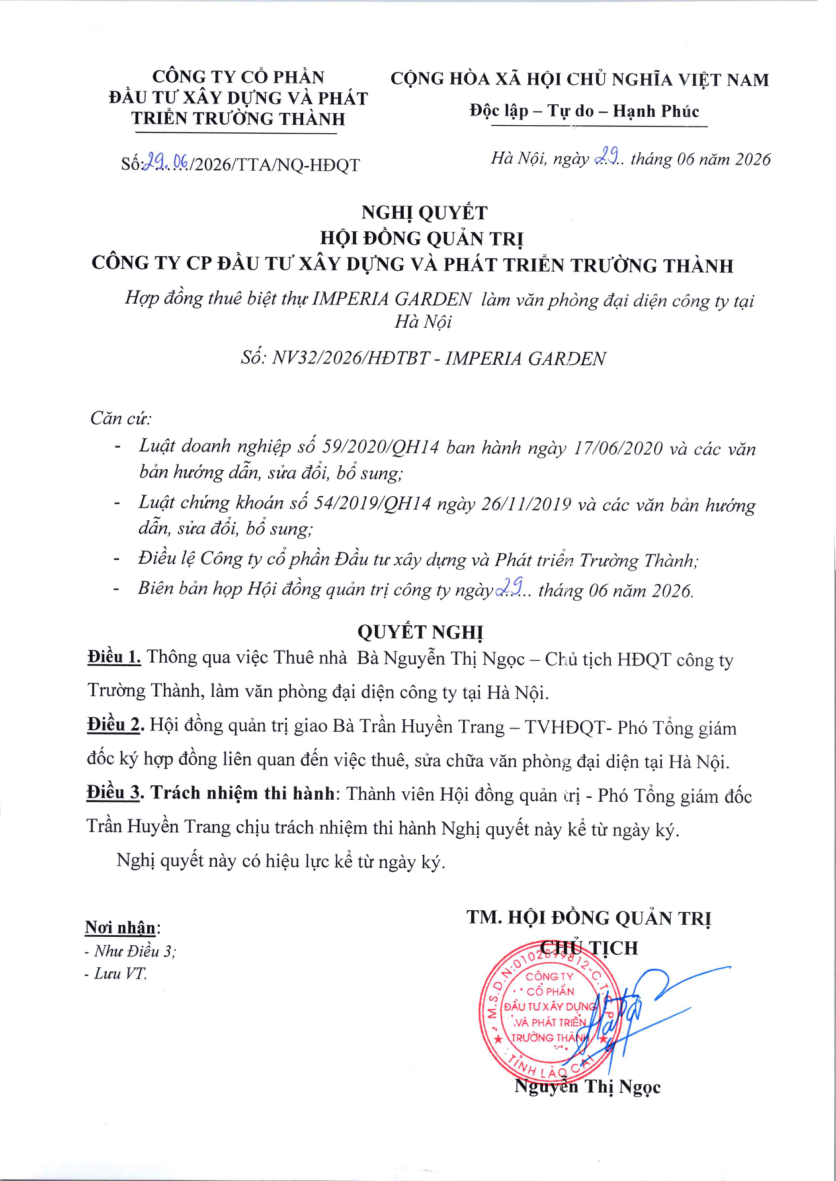 CÔNG TY CỔ PHẦN
ĐẦU TƯ XÂY DỰNG VÀ PHÁT
TRIỂN TRƯỜNG THÀNH
CỘNG HÒA XÃ HỘI CHỦ NGHĨA VIỆT NAM
Độc lập – Tự do – Hạnh Phúc
Số:29.06/2026/TTA/NQ-HĐQT
Hà Nội, ngày 29.. tháng 06 năm 2026
NGHỊ QUYẾT
HỘI ĐỒNG QUẢN TRỊ
CÔNG TY CP ĐẦU TƯ XÂY DỰNG VÀ PHÁT TRIỂN TRƯỜNG THÀNH
Hợp đồng thuê biệt thự IMPERIA GARDEN làm văn phòng đại diện công ty tại
Hà Nội
Số: NV32/2026/HĐTBT - IMPERIA GARDEN
Căn cứ:
- Luật doanh nghiệp số 59/2020/QH14 ban hành ngày 17/06/2020 và các văn
bản hướng dẫn, sửa đổi, bổ sung;
- Luật chứng khoán số 54/2019/QH14 ngày 26/11/2019 và các văn bản hướng
dẫn, sửa đổi, bổ sung;
- Điều lệ Công ty cổ phần Đầu tư xây dựng và Phát triển Trường Thành;
- Biên bản họp Hội đồng quản trị công ty ngày 29.. tháng 06 năm 2026.
QUYẾT NGHỊ
Điều 1. Thông qua việc Thuê nhà Bà Nguyễn Thị Ngọc – Chủ tịch HĐQT công ty
Trường Thành, làm văn phòng đại diện công ty tại Hà Nội.
Điều 2. Hội đồng quản trị giao Bà Trần Huyền Trang – TVHĐQT- Phó Tổng giám
đốc ký hợp đồng liên quan đến việc thuê, sửa chữa văn phòng đại diện tại Hà Nội.
Điều 3. Trách nhiệm thi hành: Thành viên Hội đồng quản trị - Phó Tổng giám đốc
Trần Huyền Trang chịu trách nhiệm thi hành Nghị quyết này kể từ ngày ký.
Nghị quyết này có hiệu lực kể từ ngày ký.
Nơi nhận:
- Như Điều 3;
- Lưu VT.
TM. HỘI ĐỒNG QUẢN TRỊ
CHỦ TỊCH
M.S.D.N:0102899812-C.T.C.P
CÔNG TY
CỔ PHẦN
ĐẦU TƯ XÂY DỰNG
VÀ PHÁT TRIỂN
TRƯỜNG THÀNH
TỈNH LÀO CAI
Nguyễn Thị Ngọc